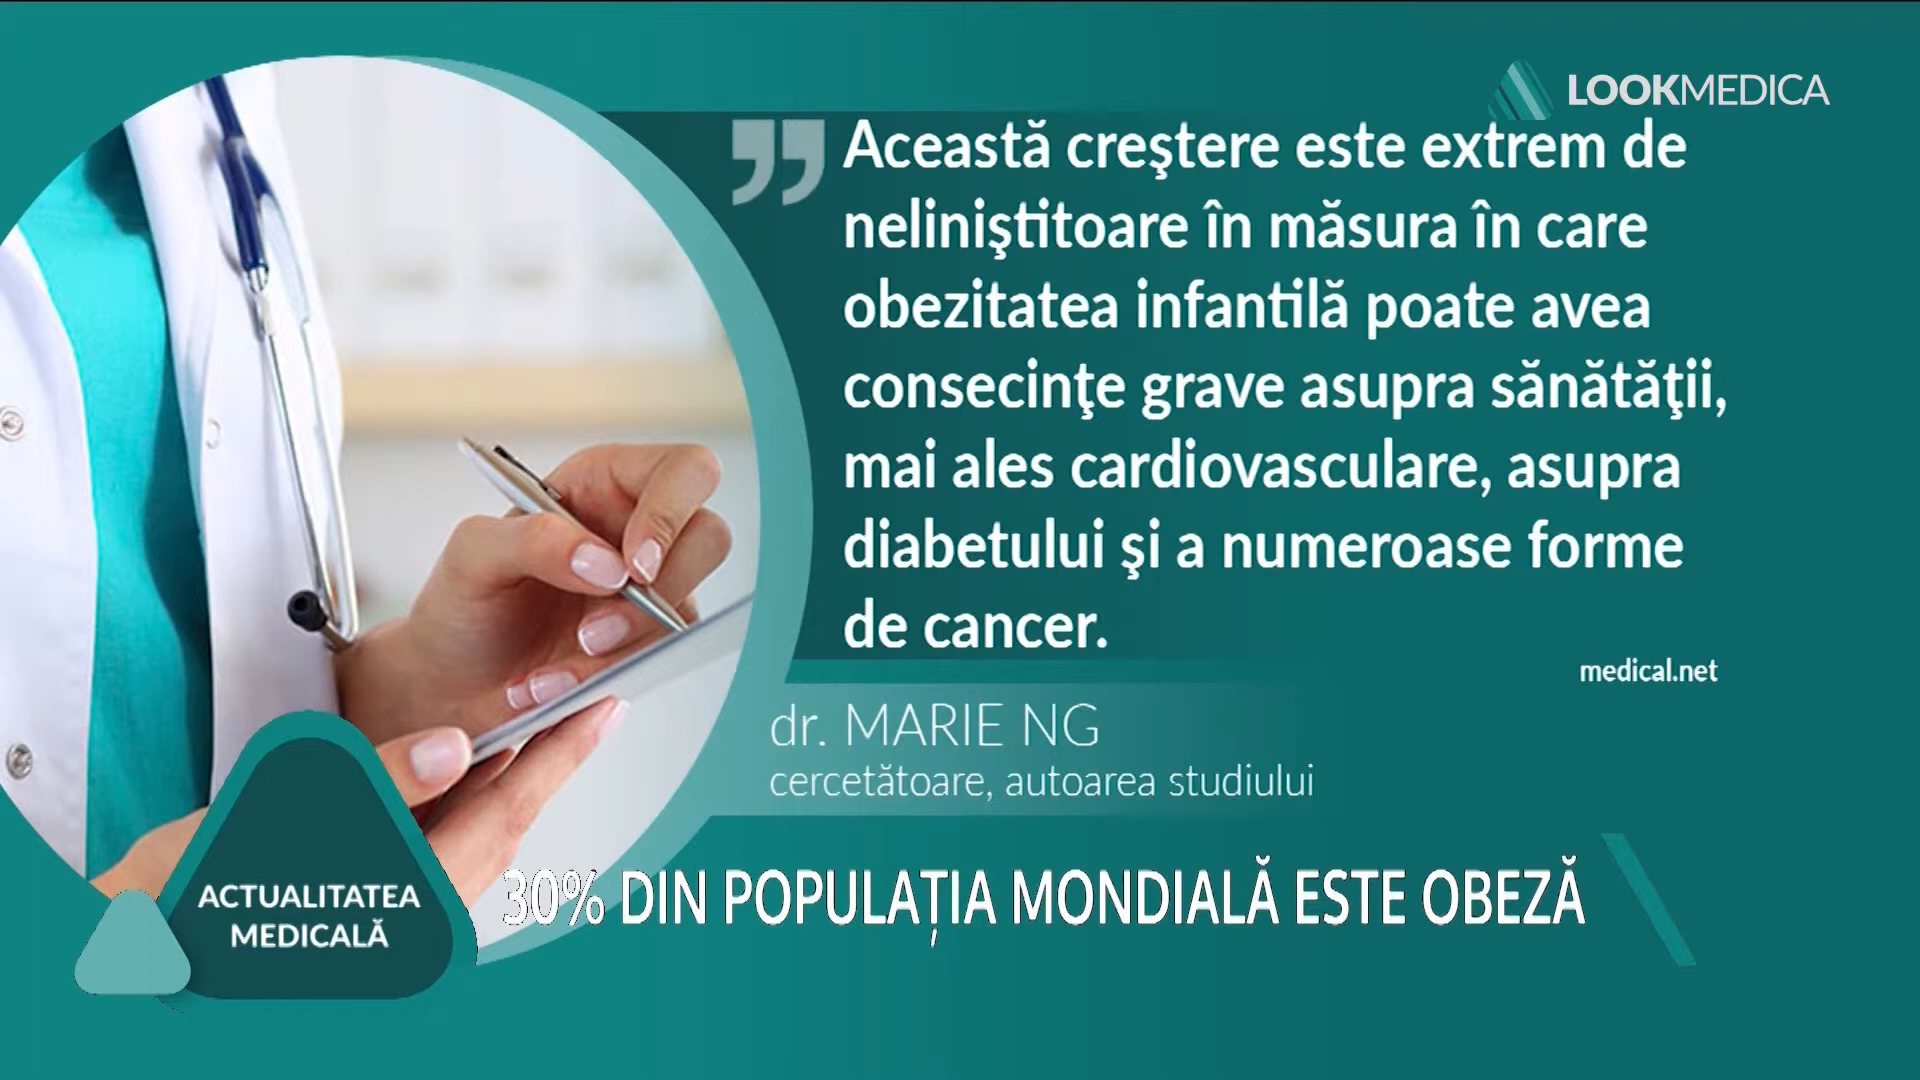 LOOKMEDICA
Această creştere este extrem de
neliniştitoare în măsura în care
obezitatea infantilă poate avea
consecinţe grave asupra sănătăţii,
mai ales cardiovasculare, asupra
diabetului şi a numeroase forme
de cancer.
medical.net
dr. MARIE NG
cercetătoare, autoarea studiului
30% DIN POPULAȚIA MONDIALĂ ESTE OBEZĂ
ACTUALITATEA
MEDICALĂ